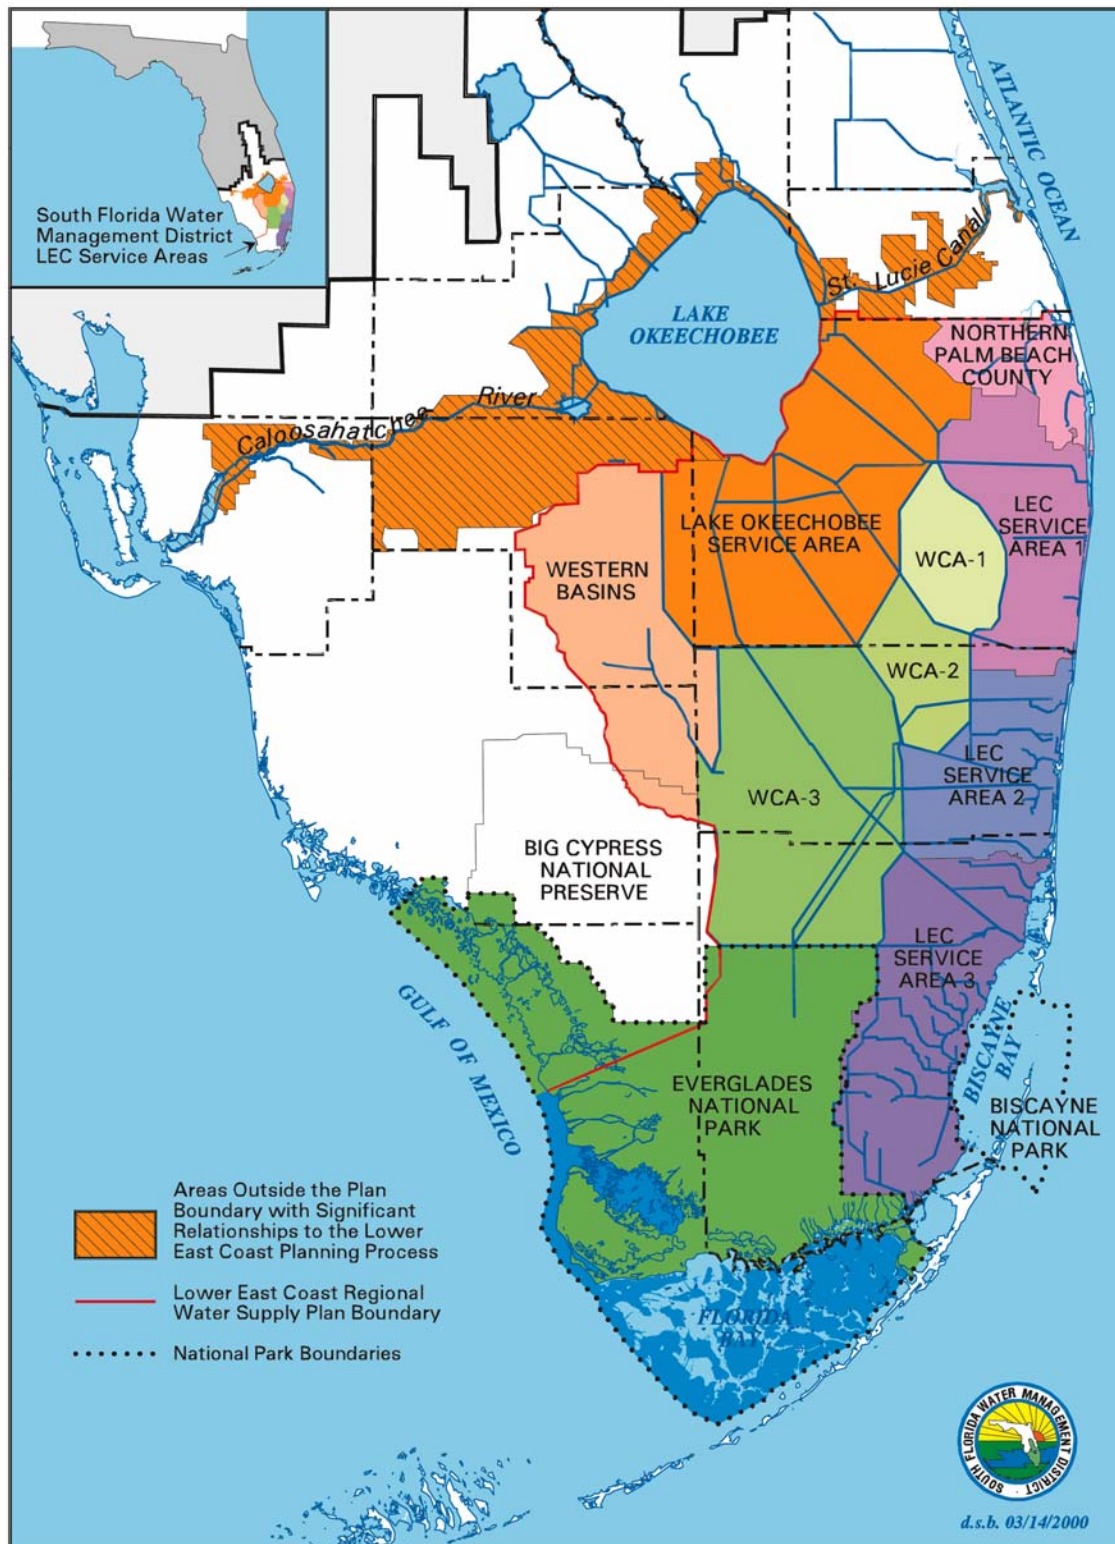 South Florida Water
Management District
LEC Service Areas
ATLANTIC OCEAN
St. Lucie Canal
LAKE
OKEECHOBEE
NORTHERN
PALM BEACH
COUNTY
Caloosahatchee River
LAKE OKEECHOBEE
SERVICE AREA
LEC
SERVICE
AREA 1
WCA-1
WESTERN
BASINS
WCA-2
LEC
SERVICE
AREA 2
WCA-3
BIG CYPRESS
NATIONAL
PRESERVE
LEC
SERVICE
AREA 3
GULF OF MEXICO
BISCAYNE
BAY
EVERGLADES
NATIONAL
PARK
BISCAYNE
NATIONAL
PARK
Areas Outside the Plan
Boundary with Significant
Relationships to the Lower
East Coast Planning Process
Lower East Coast Regional
Water Supply Plan Boundary
National Park Boundaries
FLORIDA
BAY
SOUTH FLORIDA WATER MANAGEMENT DISTRICT
d.s.b. 03/14/2000